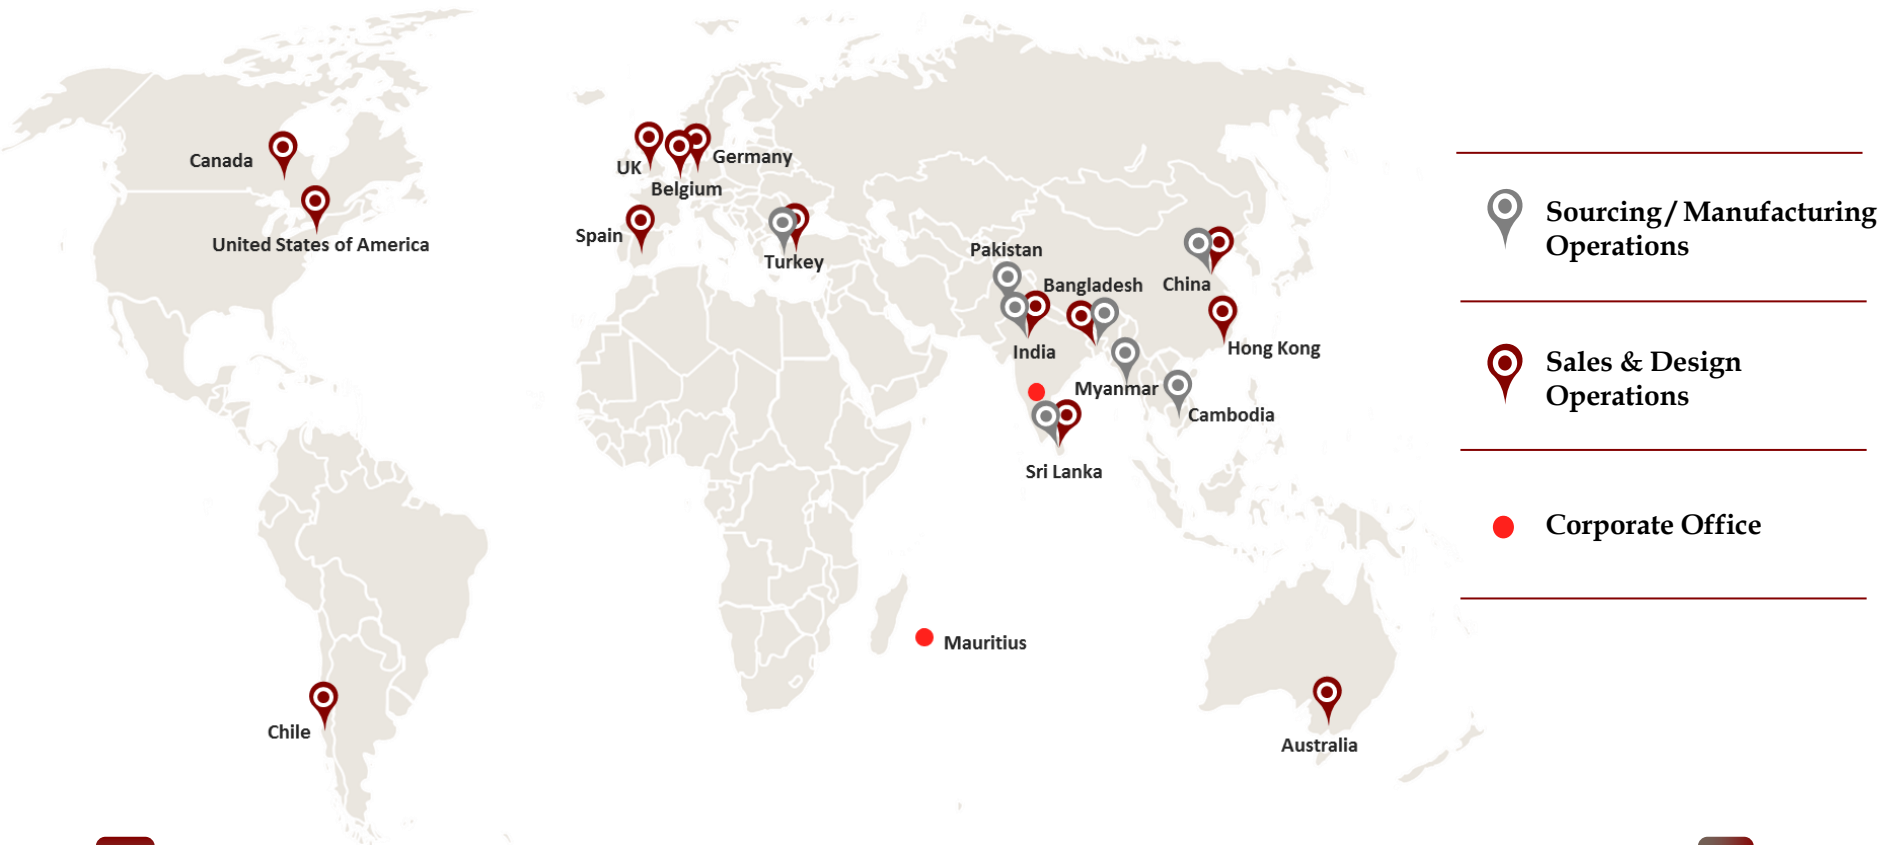 Canada
United States of America
UK
Germany
Belgium
Spain
Turkey
Pakistan
Bangladesh
China
India
Hong Kong
Myanmar
Cambodia
Sri Lanka
Mauritius
Chile
Australia
Sourcing/ Manufacturing
Operations
Sales & Design
Operations
Corporate Office